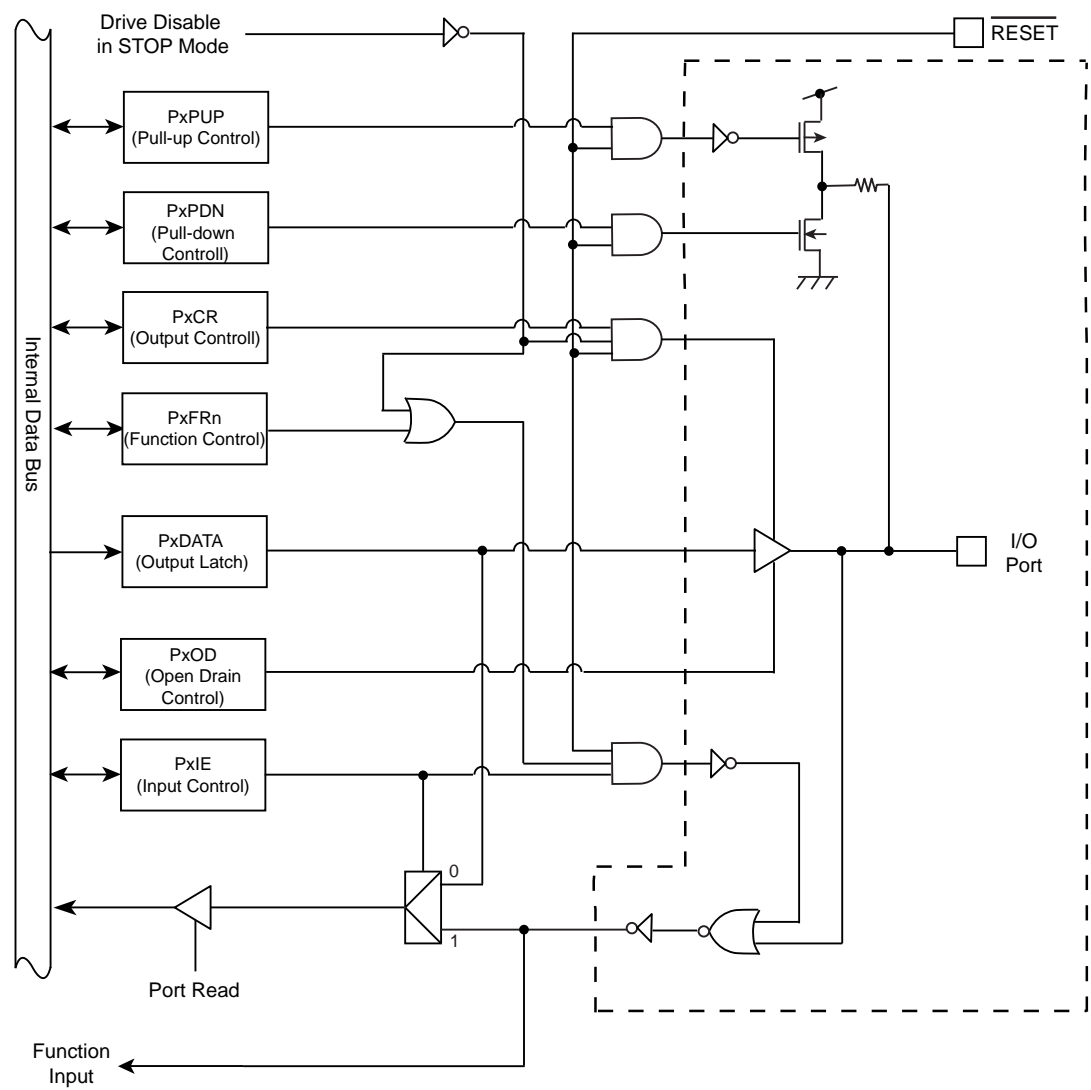 Drive Disable
in STOP Mode
RESET
PxPUP
(Pull-up Control)
PxPDN
(Pull-down
Controll)
PxCR
(Output Controll)
Internal Data Bus
PxFRn
(Function Control)
PxDATA
(Output Latch)
I/O
Port
PxOD
(Open Drain
Control)
PxIE
(Input Control)
0
1
Port Read
Function
Input